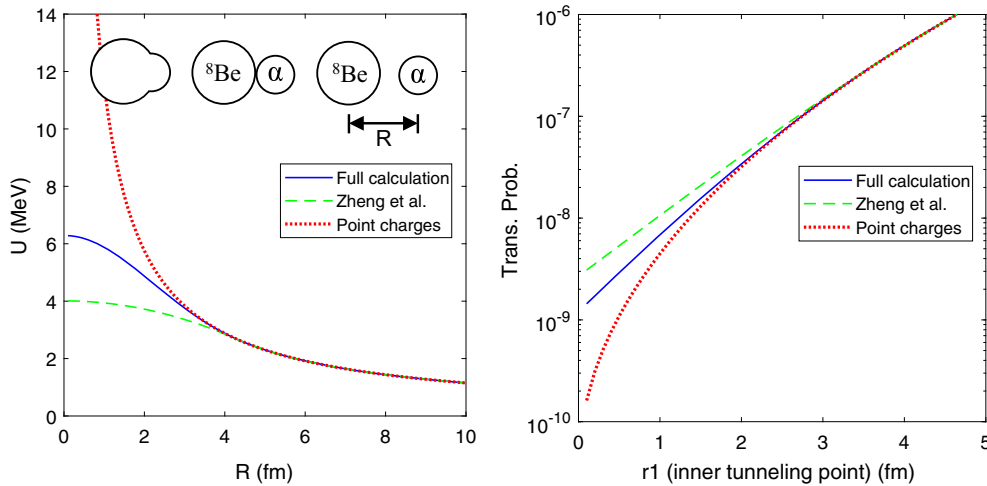 14
12
10
8
6
4
2
0
U (MeV)
⁸Be α ⁸Be α
R
Full calculation
Zheng et al.
Point charges
0 2 4 6 8 10
R (fm)
10⁻⁶
10⁻⁷
10⁻⁸
10⁻⁹
10⁻¹⁰
Trans. Prob.
Full calculation
Zheng et al.
Point charges
0 1 2 3 4 5
r1 (inner tunneling point) (fm)